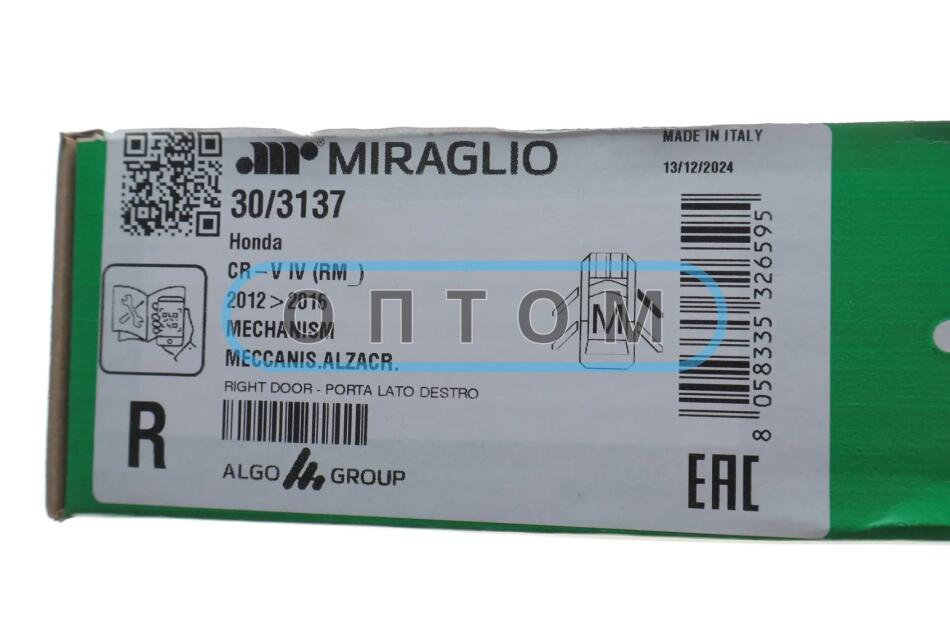 MIRAGLIO
MADE IN ITALY
13/12/2024
30/3137
Honda
CR-V IV (RM_)
2012 > 2016
MECHANISM
MECCANIS.ALZACR.
RIGHT DOOR - PORTA LATO DESTRO
R
ALGO GROUP
M
8 058335 326595
EAC
ОПТОМ